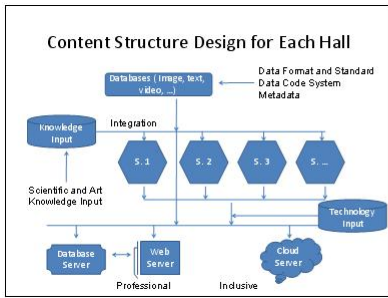 Content Structure Design for Each Hall
Databases ( Image, text,
video, ...)
Data Format and Standard
Data Code System
Metadata
Knowledge
Input
Integration
S. 1
S. 2
S. 3
S. ...
Scientific and Art
Knowledge Input
Technology
Input
Database
Server
Web
Server
Cloud
Server
Professional
Inclusive